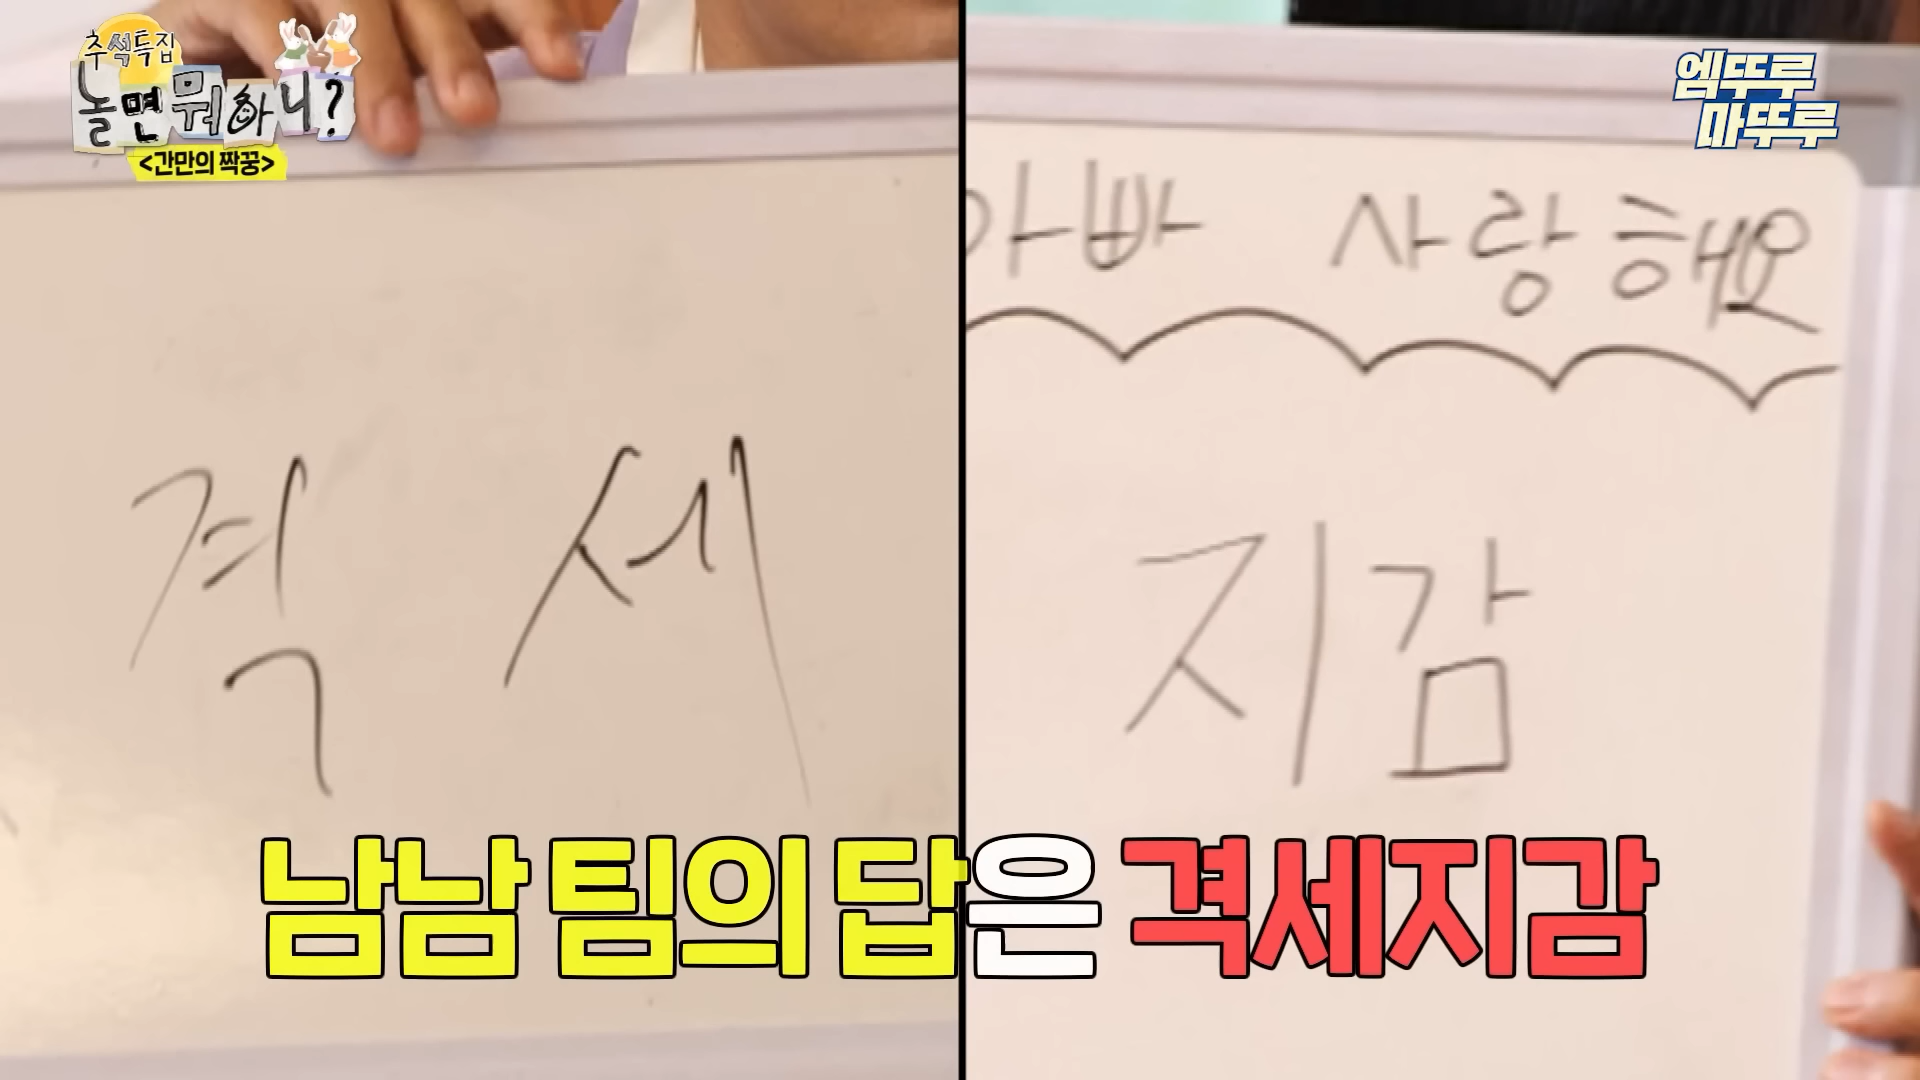 추석특집
놀면 뭐하니?
<간만의 짝꿍>
엠뚜루
마뚜루
격 세
아빠 사랑해요
지감
남남 팀의 답은 격세지감